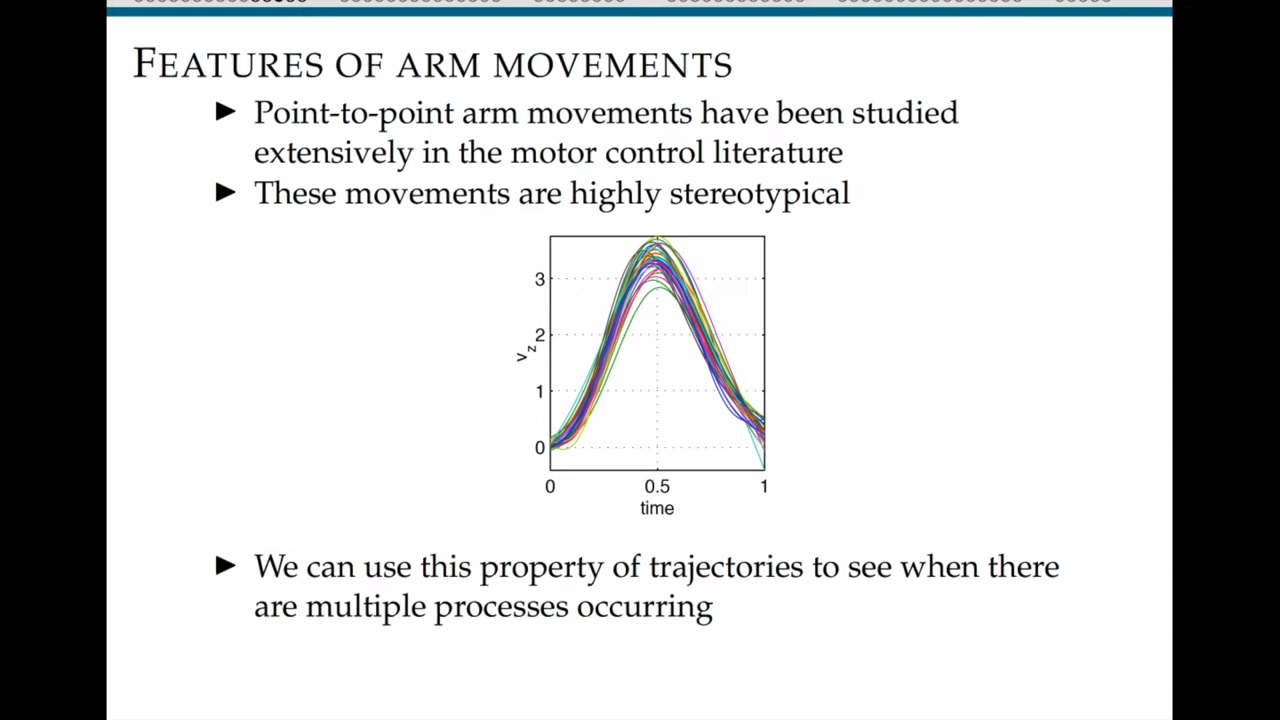 FEATURES OF ARM MOVEMENTS
► Point-to-point arm movements have been studied
extensively in the motor control literature
► These movements are highly stereotypical
3
2
1
0
v_z
0 0.5 1
time
► We can use this property of trajectories to see when there
are multiple processes occurring